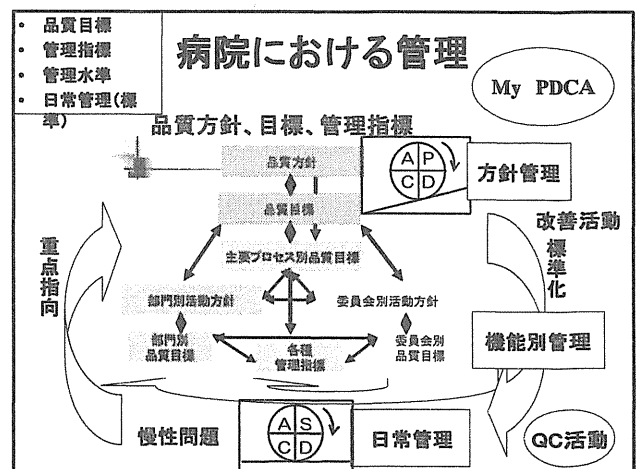 ・ 品質目標
・ 管理指標
・ 管理水準
・ 日常管理(標
準)
病院における管理
My PDCA
品質方針、目標、管理指標
品質方針
A P
C D
方針管理
品質目標
改善活動
標準化
重点指向
主要プロセス別品質目標
部門別活動方針
委員会別活動方針
部門別
品質目標
各種
管理指標
委員会別
品質目標
機能別管理
慢性問題
A S
C D
日常管理
QC活動